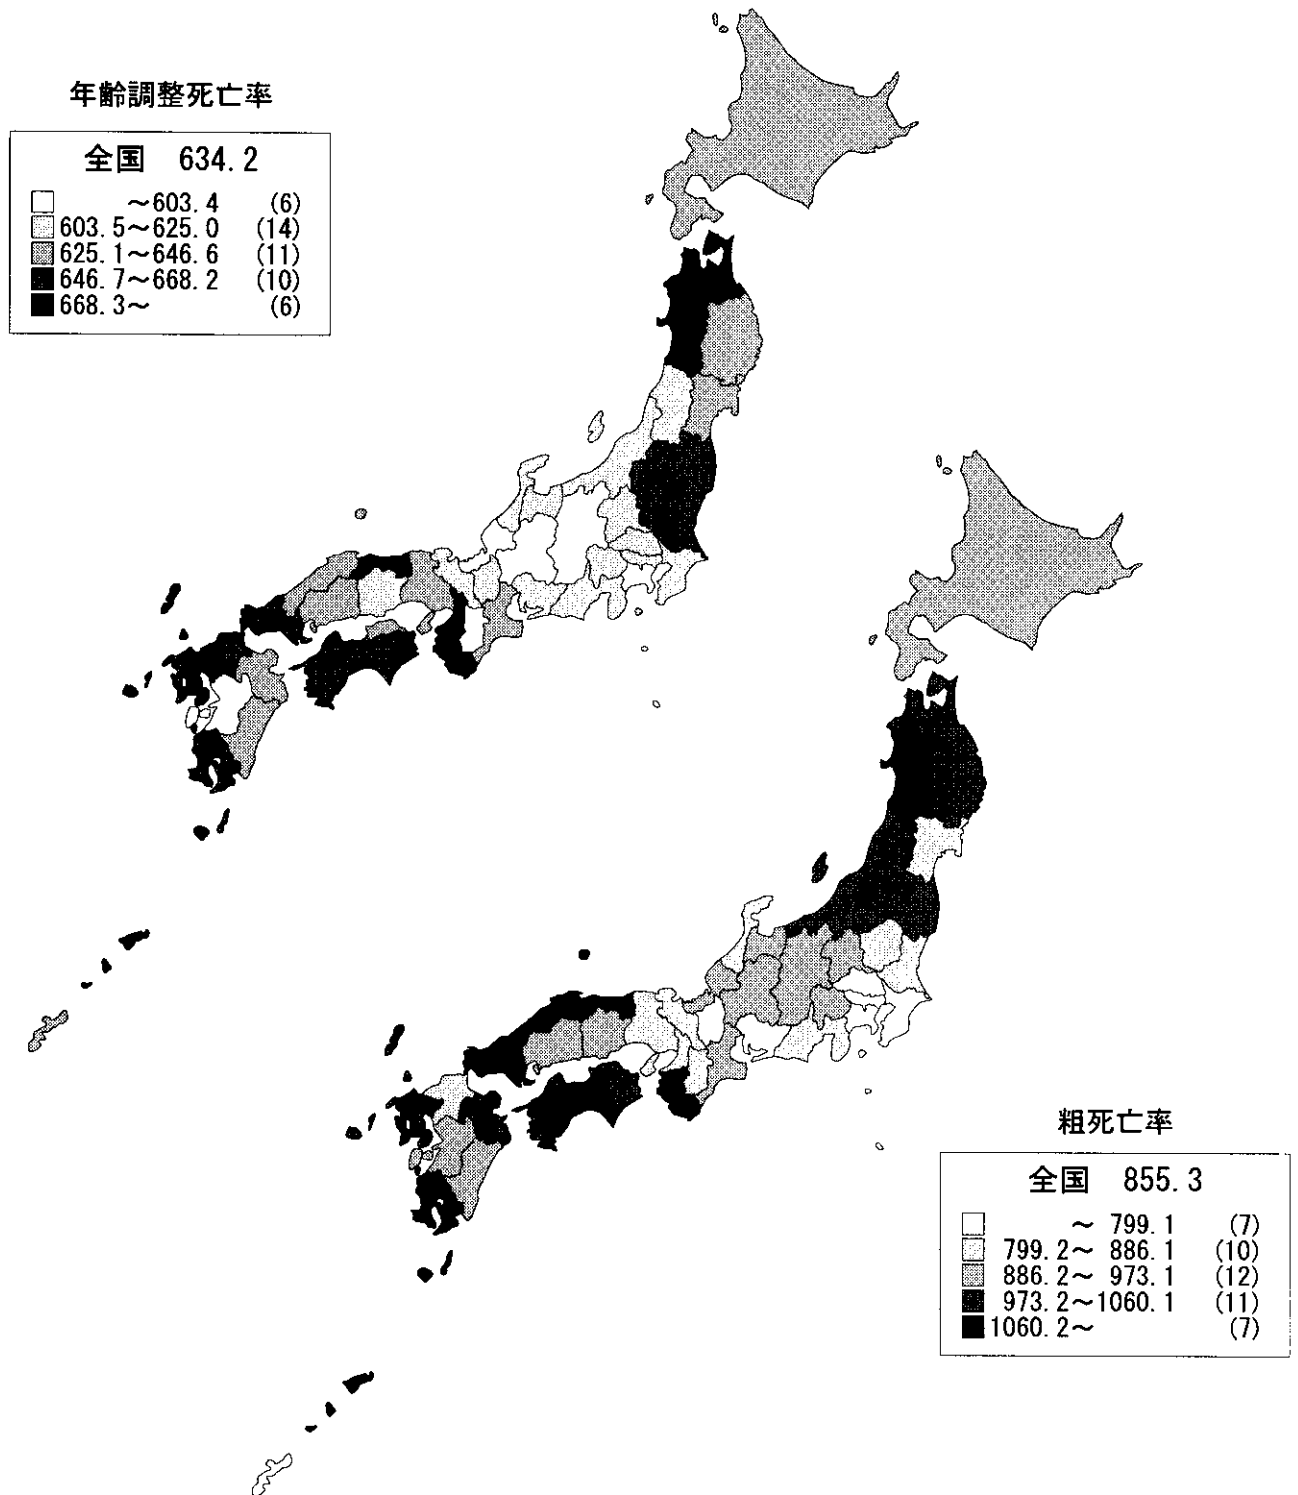 年齢調整死亡率
全国 634.2
～603.4 (6)
603.5～625.0 (14)
625.1～646.6 (11)
646.7～668.2 (10)
668.3～ (6)
粗死亡率
全国 855.3
～ 799.1 (7)
799.2～ 886.1 (10)
886.2～ 973.1 (12)
973.2～1060.1 (11)
1060.2～ (7)